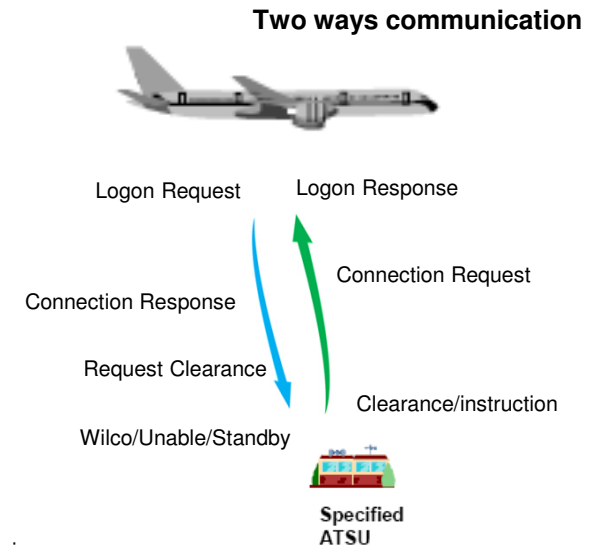 Two ways communication
Logon Request
Logon Response
Connection Request
Connection Response
Request Clearance
Clearance/instruction
Wilco/Unable/Standby
Specified
ATSU
.